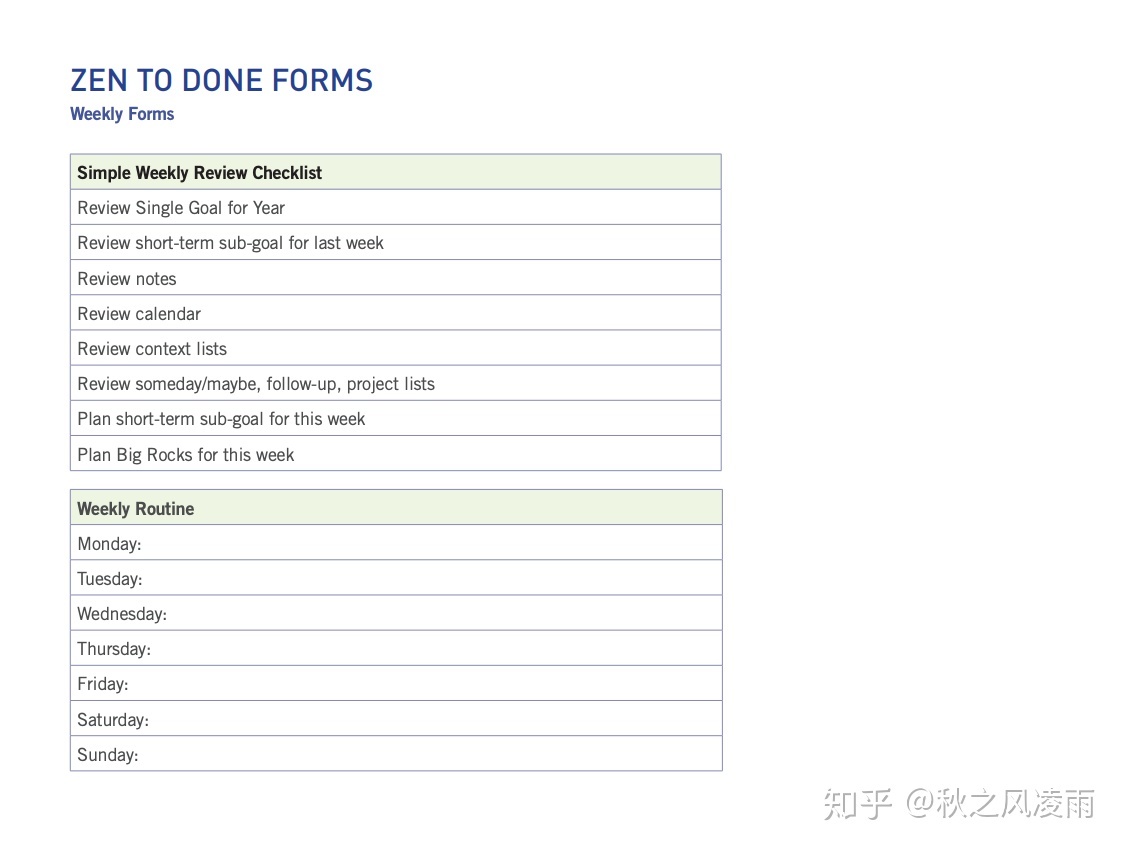 ZEN TO DONE FORMS
Weekly Forms
Simple Weekly Review Checklist
Review Single Goal for Year
Review short-term sub-goal for last week
Review notes
Review calendar
Review context lists
Review someday/maybe, follow-up, project lists
Plan short-term sub-goal for this week
Plan Big Rocks for this week
Weekly Routine
Monday:
Tuesday:
Wednesday:
Thursday:
Friday:
Saturday:
Sunday:
知乎 @秋之风凌雨